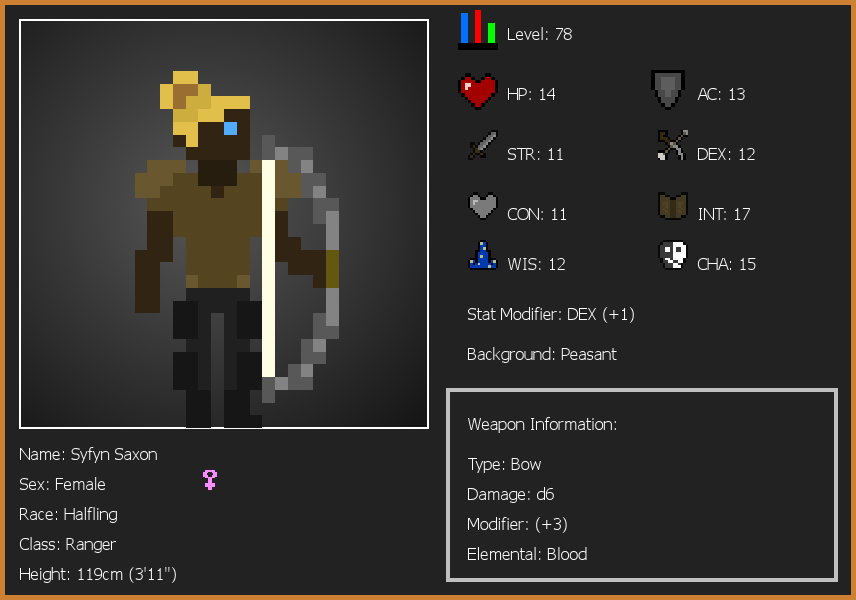 Level: 78
HP: 14
AC: 13
STR: 11
DEX: 12
CON: 11
INT: 17
WIS: 12
CHA: 15
Stat Modifier: DEX (+1)
Background: Peasant
Weapon Information:
Type: Bow
Damage: d6
Modifier: (+3)
Elemental: Blood
Name: Syfyn Saxon
Sex: Female
Race: Halfling
Class: Ranger
Height: 119cm (3'11")